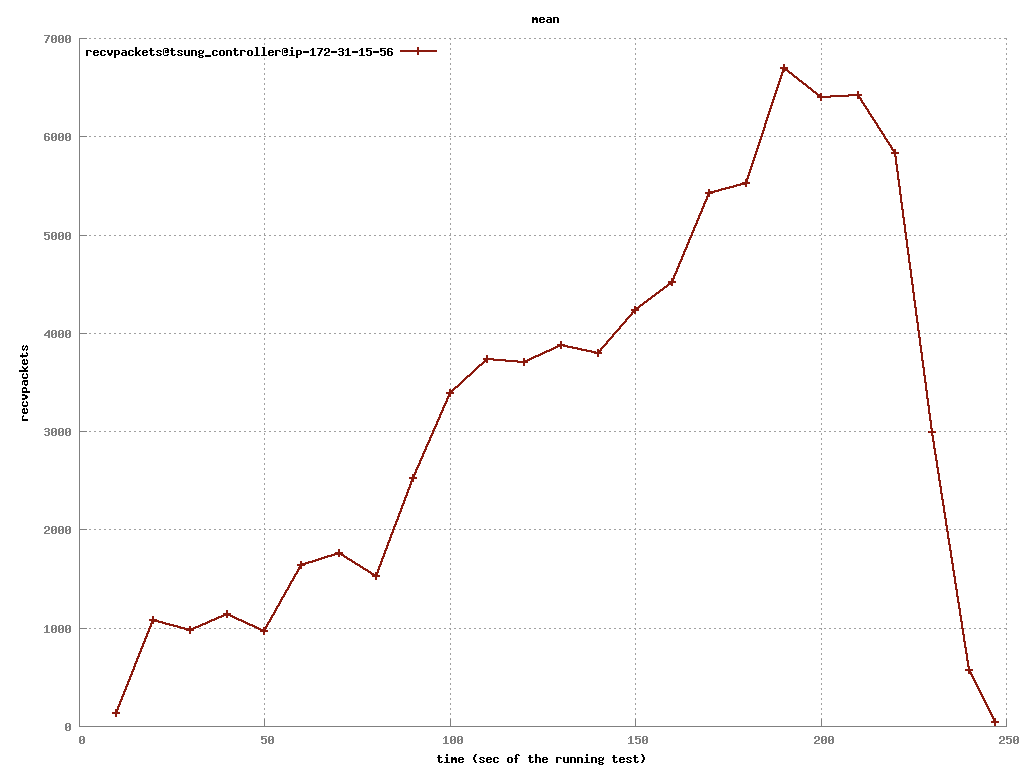 mean
recvpackets@tsung_controller@ip-172-31-15-56
7000
6000
5000
4000
3000
2000
1000
0
recvpackets
0 50 100 150 200 250
time (sec of the running test)